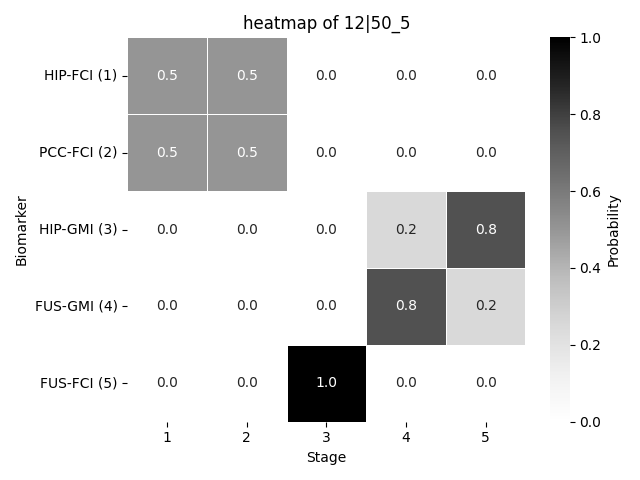 heatmap of 12|50_5
HIP-FCI (1)
0.5 0.5 0.0 0.0 0.0
PCC-FCI (2)
0.5 0.5 0.0 0.0 0.0
HIP-GMI (3)
0.0 0.0 0.0 0.2 0.8
FUS-GMI (4)
0.0 0.0 0.0 0.8 0.2
FUS-FCI (5)
0.0 0.0 1.0 0.0 0.0
Biomarker
1 2 3 4 5
Stage
1.0
0.8
0.6
0.4
0.2
0.0
Probability